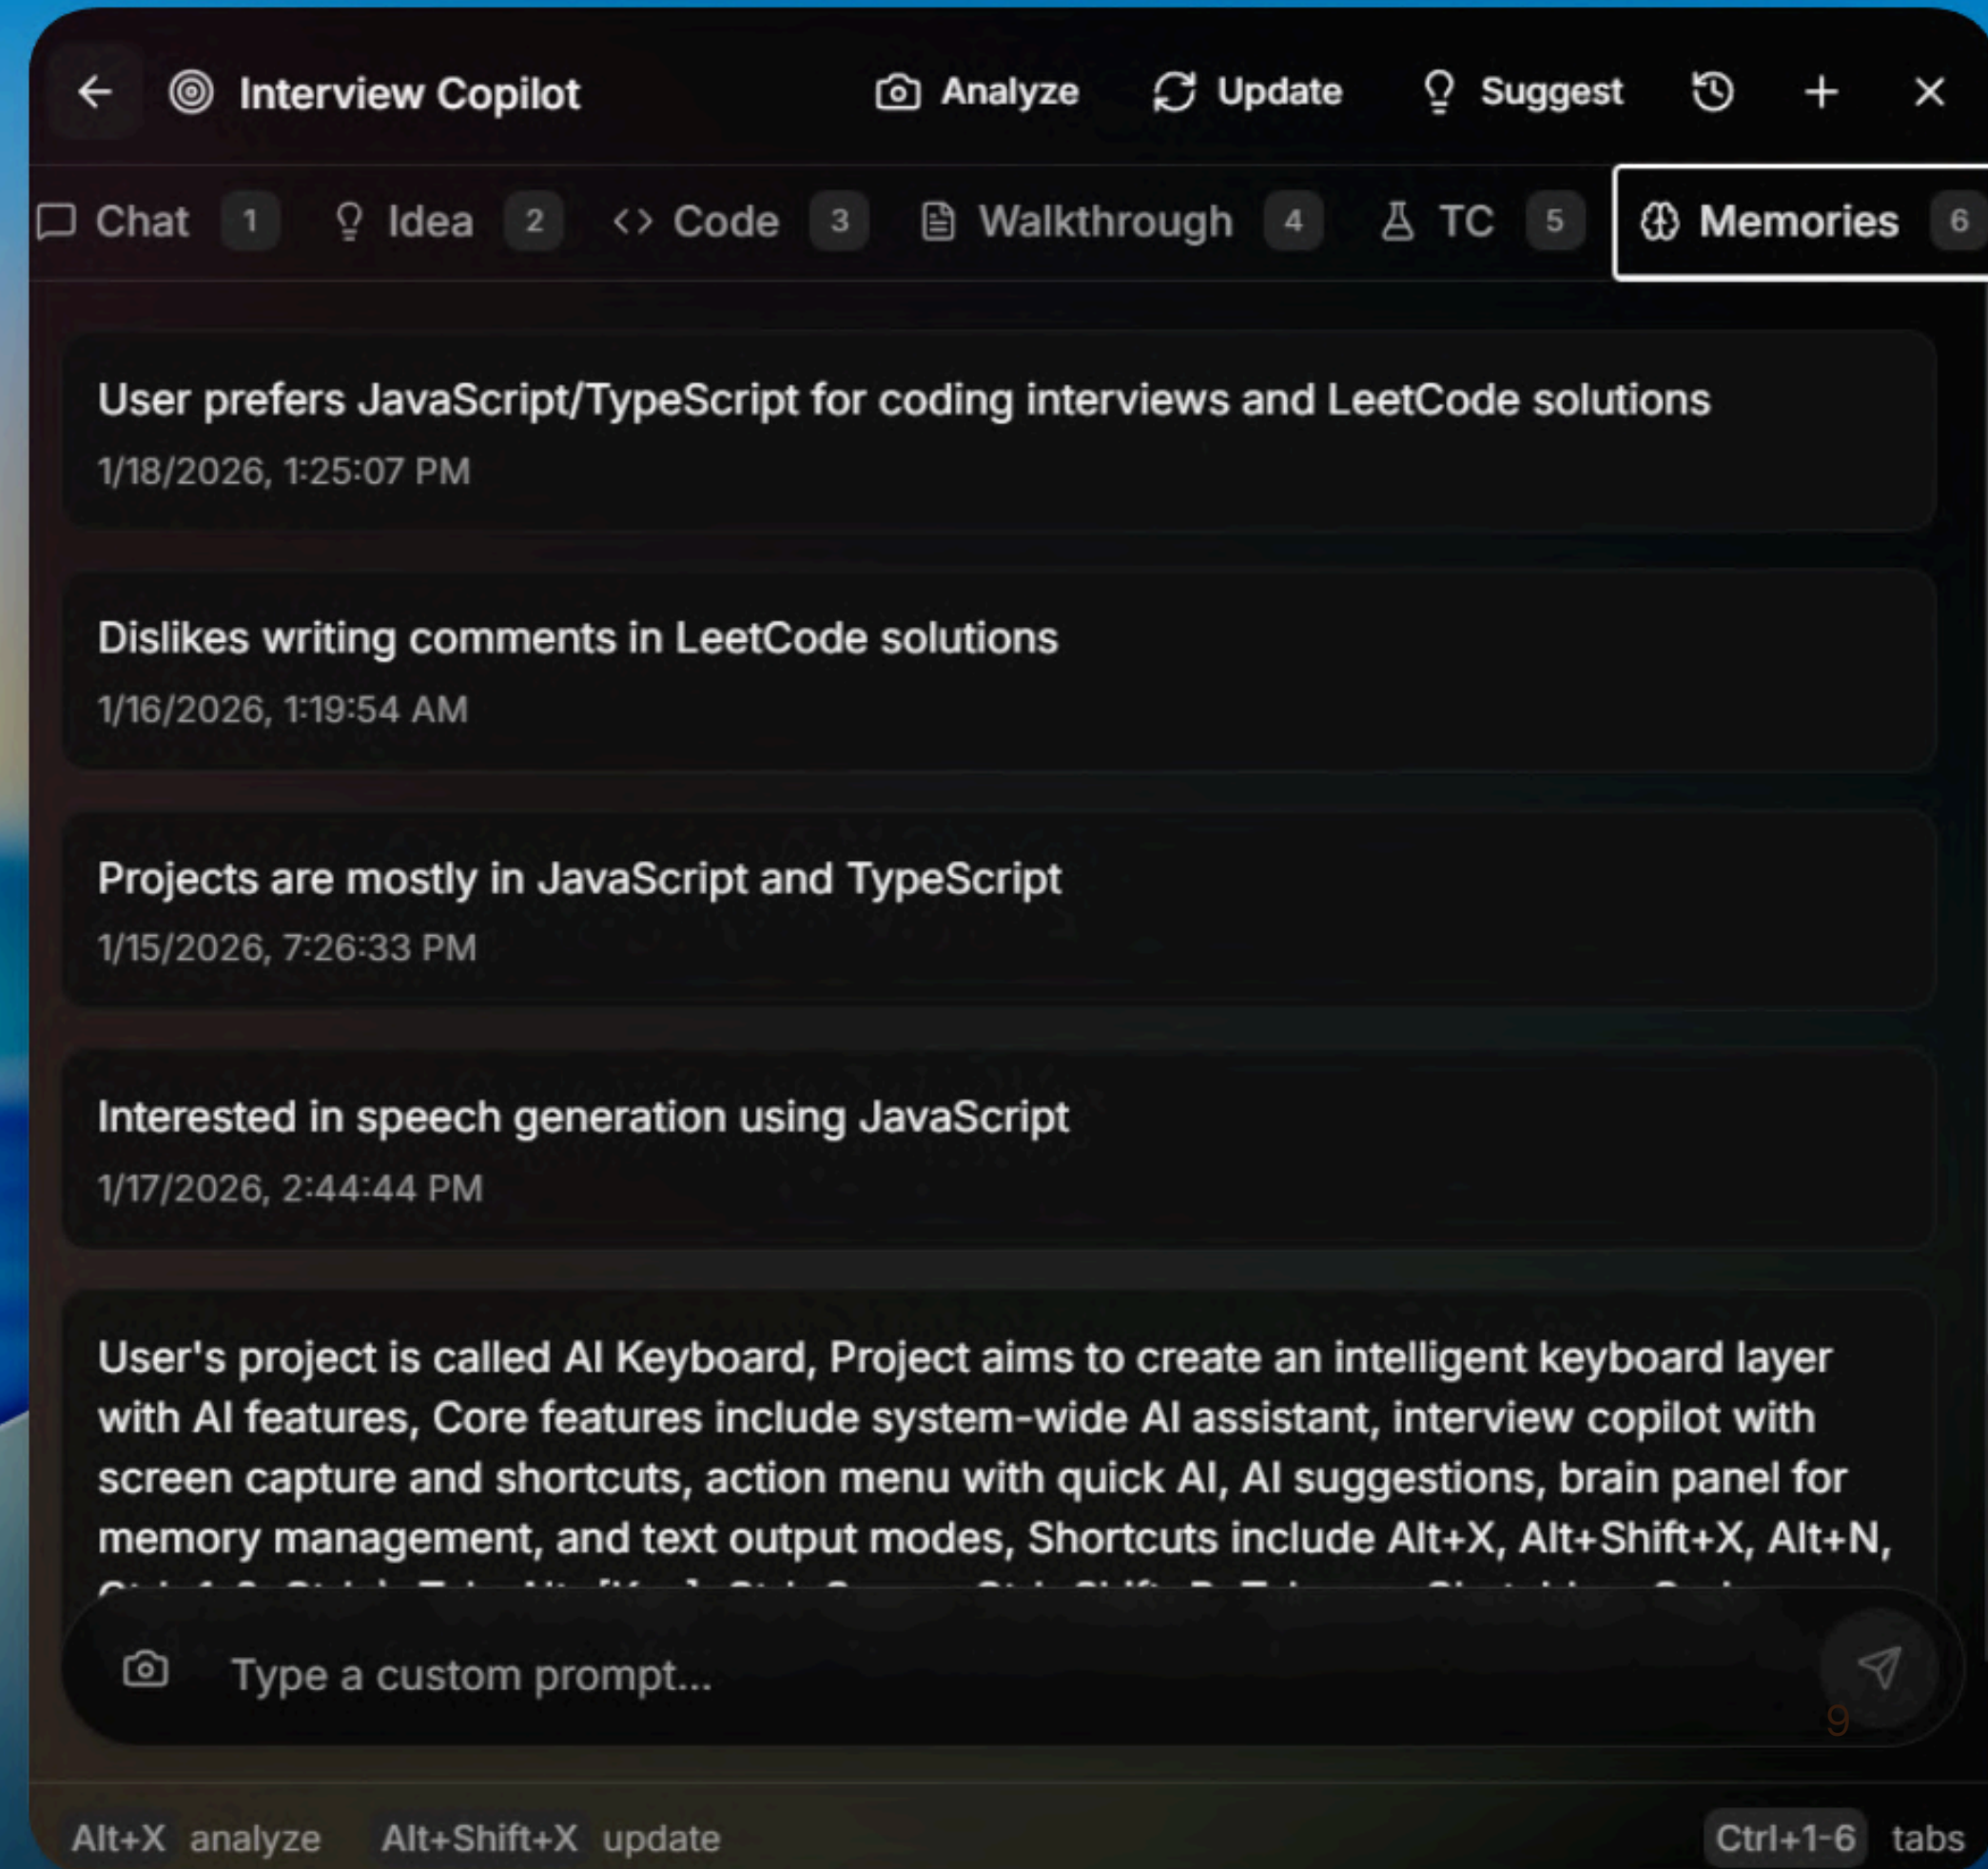 Interview Copilot Analyze Update Suggest
Chat 1 Idea 2 Code 3 Walkthrough 4 TC 5 Memories 6
User prefers JavaScript/TypeScript for coding interviews and LeetCode solutions
1/18/2026, 1:25:07 PM
Dislikes writing comments in LeetCode solutions
1/16/2026, 1:19:54 AM
Projects are mostly in JavaScript and TypeScript
1/15/2026, 7:26:33 PM
Interested in speech generation using JavaScript
1/17/2026, 2:44:44 PM
User's project is called AI Keyboard, Project aims to create an intelligent keyboard layer
with AI features, Core features include system-wide AI assistant, interview copilot with
screen capture and shortcuts, action menu with quick AI, AI suggestions, brain panel for
memory management, and text output modes, Shortcuts include Alt+X, Alt+Shift+X, Alt+N,
Type a custom prompt...
9
Alt+X analyze Alt+Shift+X update Ctrl+1-6 tabs